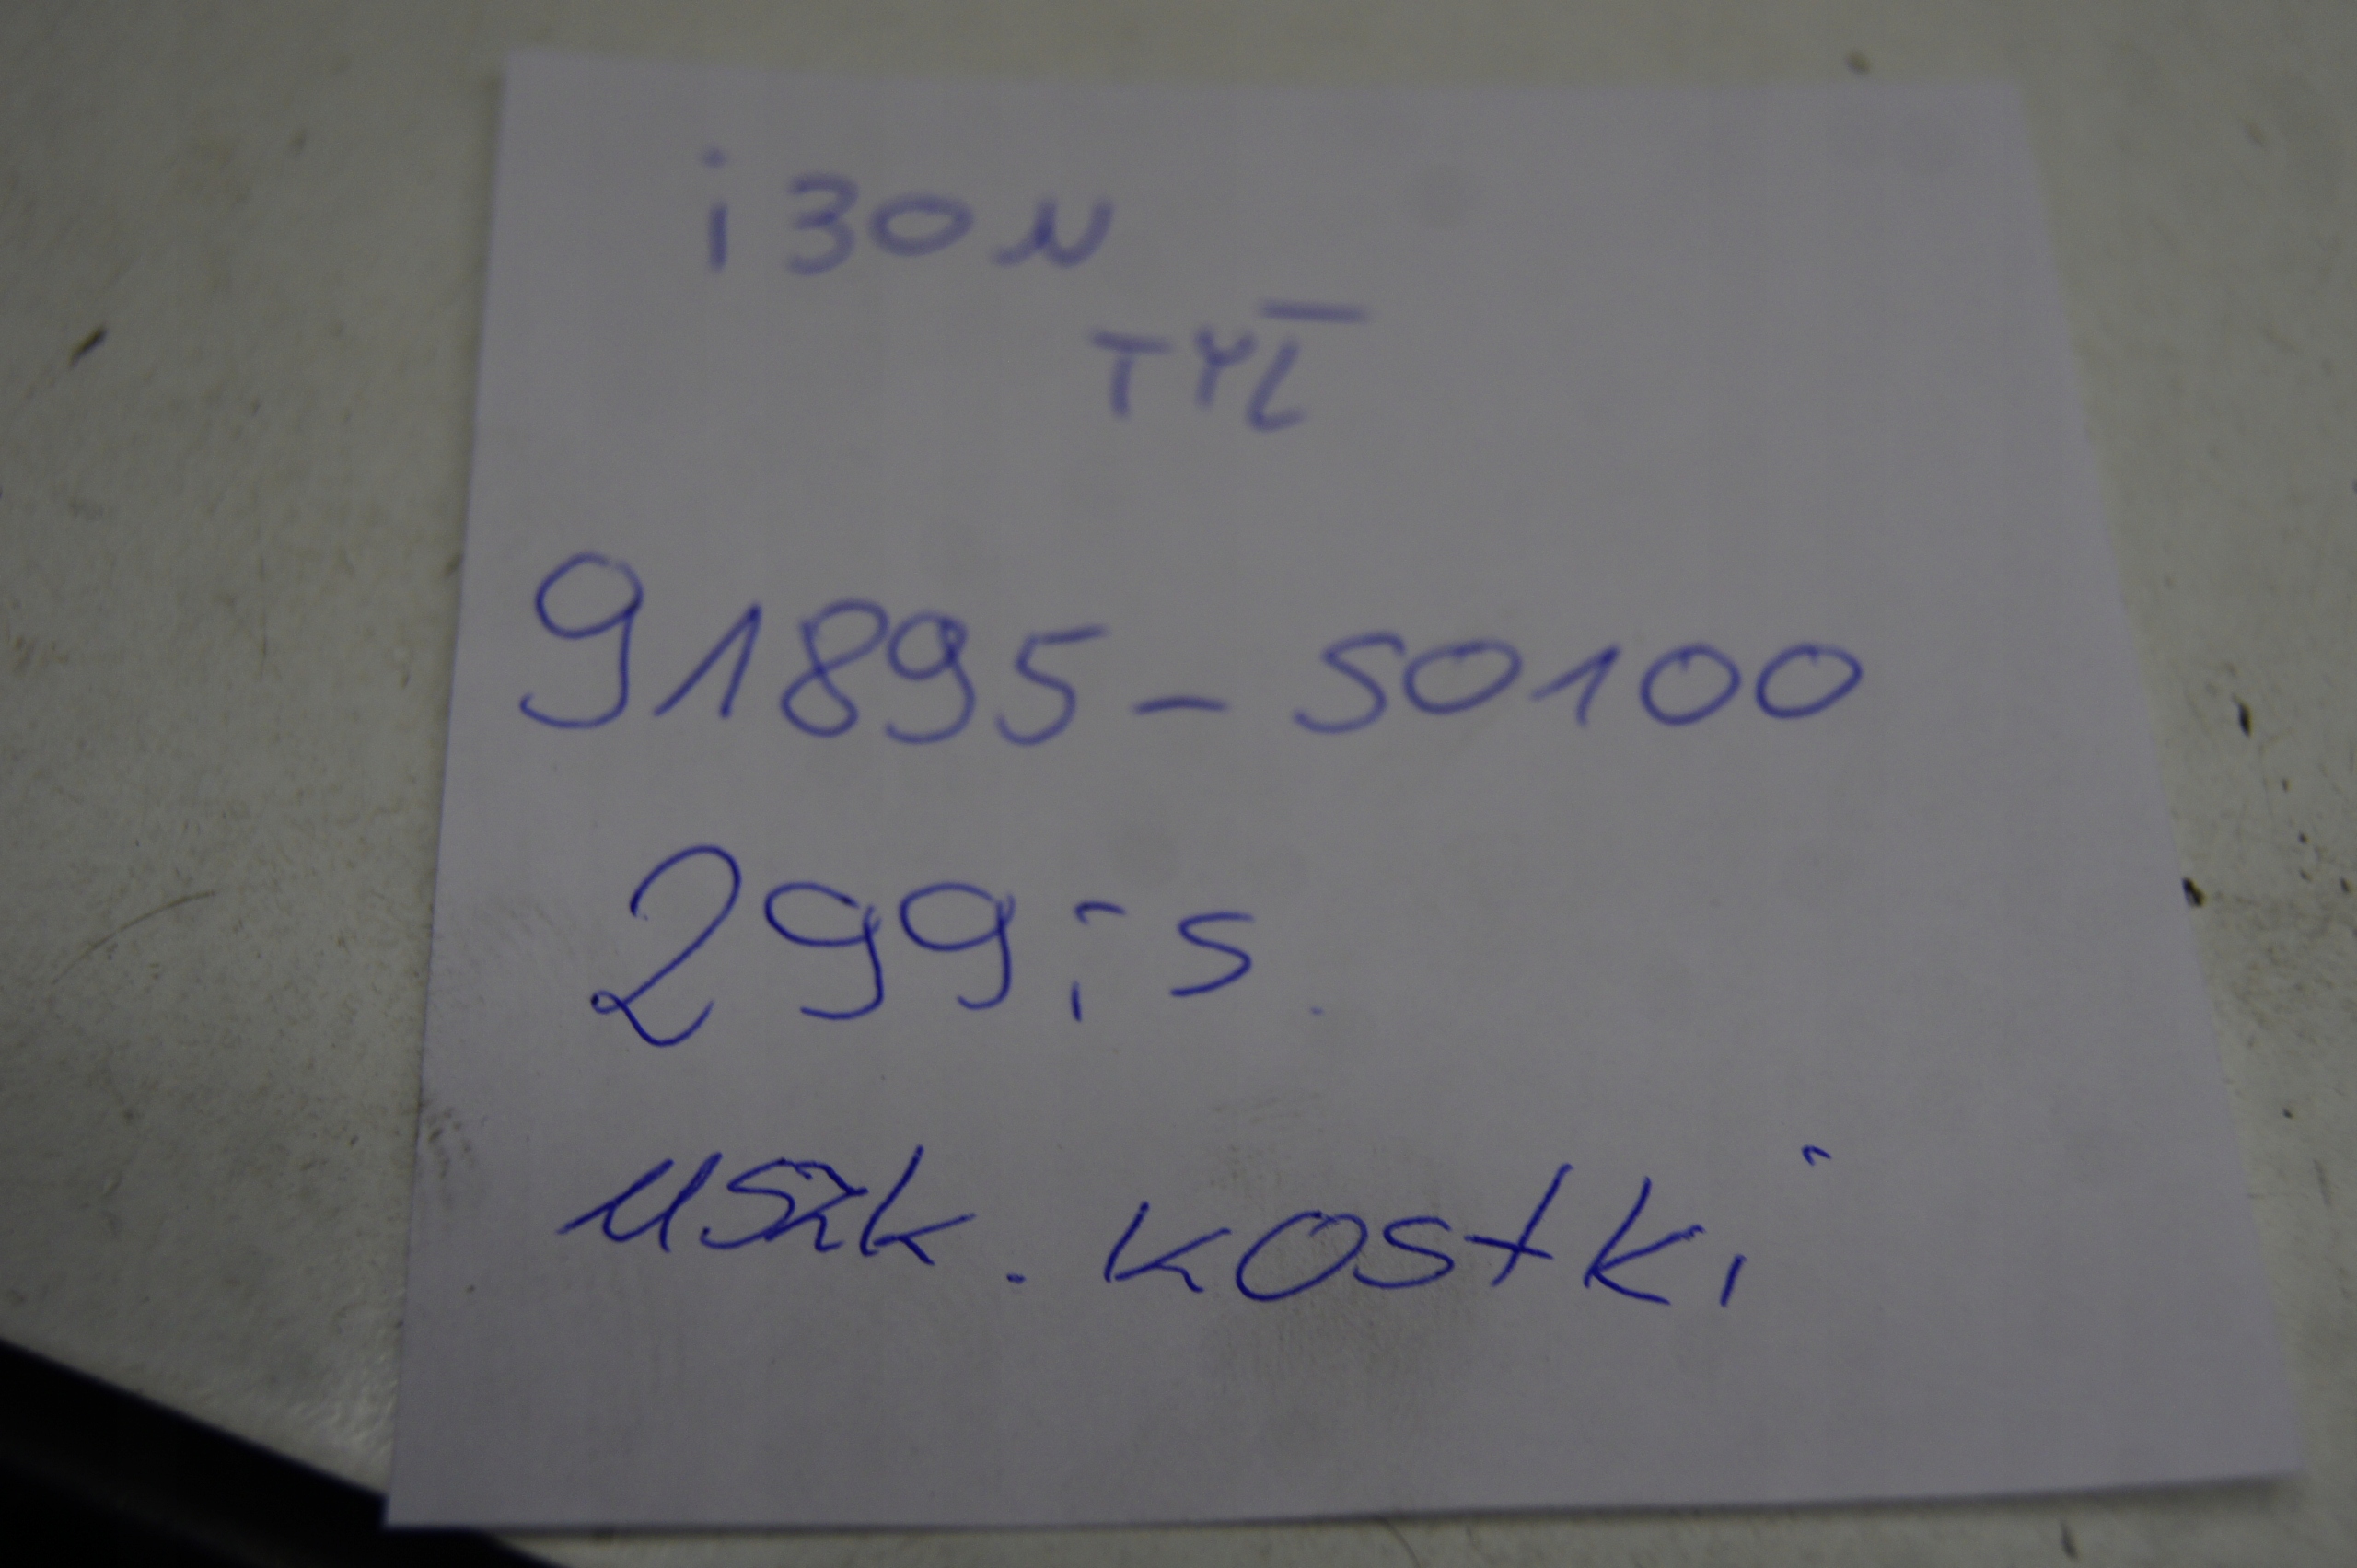 i30N
TYŁ
91895-S0100
299,- S.
uszk. kostki